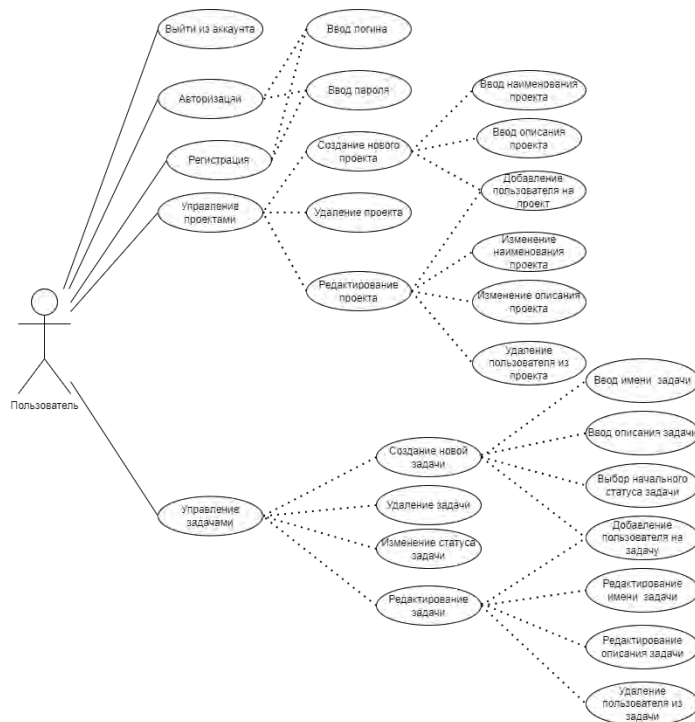 Выйти из аккаунта
Ввод логина
Авторизаци
Ввод пароля
Ввод наименования
проекта
Ввод описания
проекта
Регистрация
Создание нового
проекта
Добавление
пользователя на
проект
Управление
проектами
Удаление проекта
Изменение
наименования
проекта
Редактирование
проекта
Изменение описания
проекта
Удаление
пользователя из
проекта
Пользователь
Ввод имени задачи
Ввод описания задачи
Создание новой
задачи
Выбор начального
статуса задачи
Удаление задачи
Управление
задачами
Добавление
пользователя на
задачу
Изменение статуса
задачи
Редактирование
имени задачи
Редактирование
задачи
Редактирование
описания задачи
Удаление
пользователя из
задачи